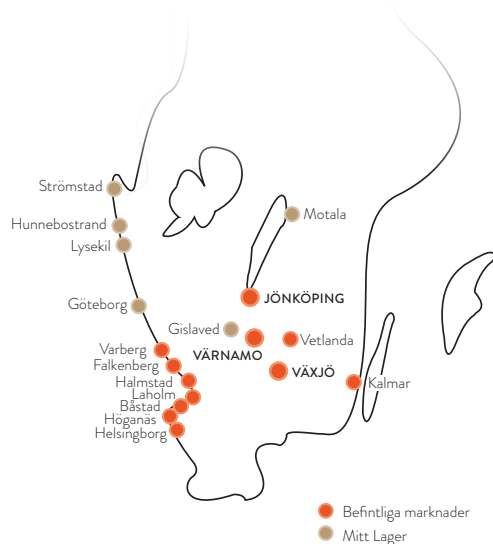 Strömstad
Hunnebostrand
Motala
Lysekil
JÖNKÖPING
Göteborg
Gislaved
Vetlanda
VÄRNAMO
Varberg
Falkenberg
VÄXJÖ
Halmstad
Kalmar
Laholm
Båstad
Höganäs
Helsingborg
Befintliga marknader
Mitt Lager